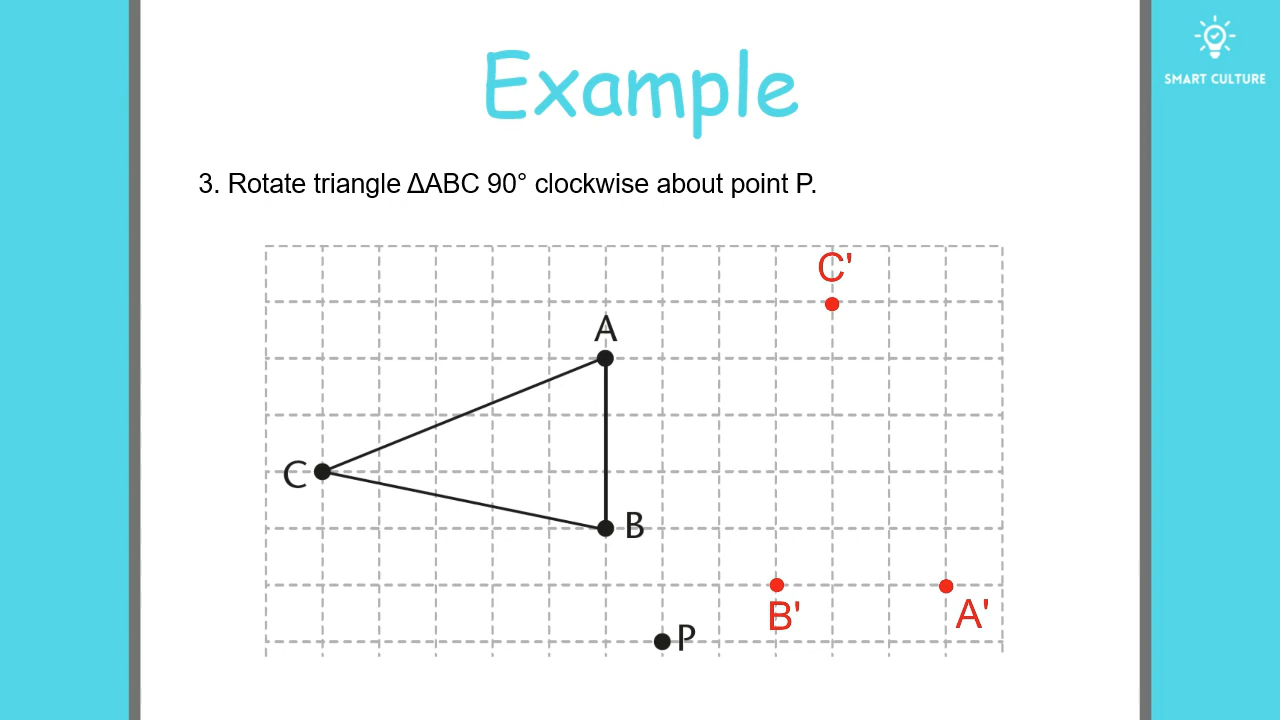 SMART CULTURE
Example
3. Rotate triangle ΔABC 90° clockwise about point P.
C'
A
C
B
B'
A'
P